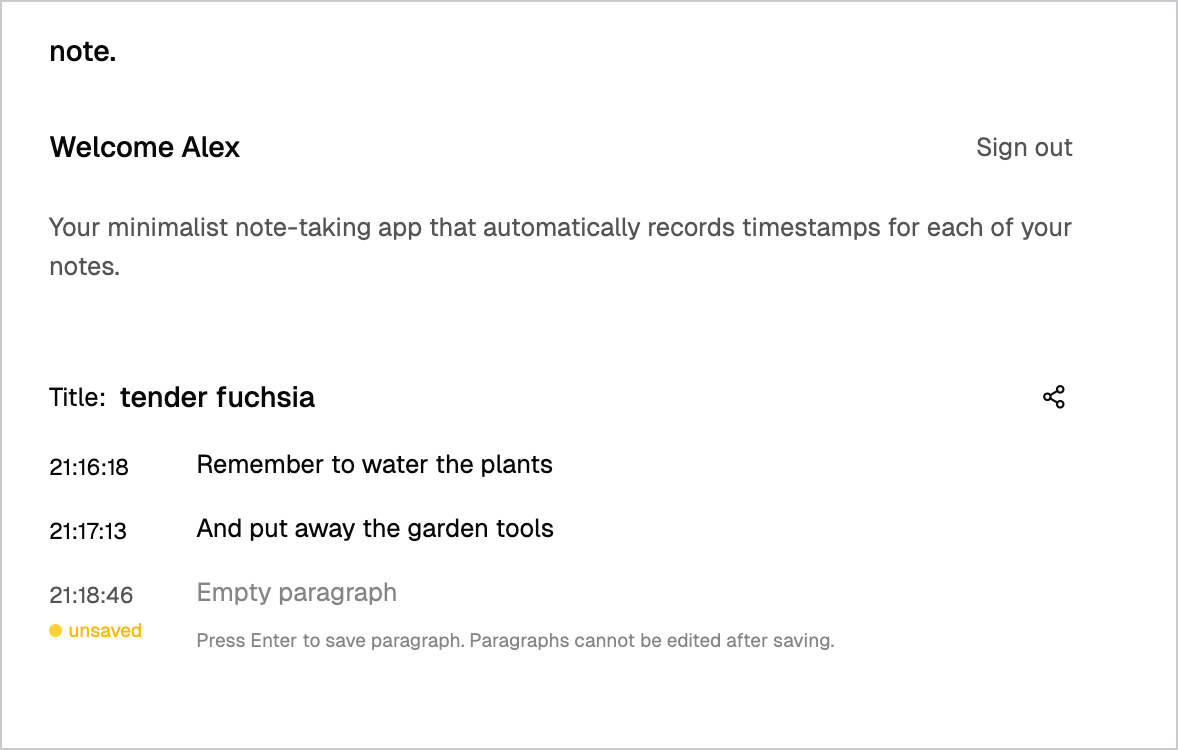 note.
Welcome Alex
Sign out
Your minimalist note-taking app that automatically records timestamps for each of your
notes.
Title: tender fuchsia
21:16:18 Remember to water the plants
21:17:13 And put away the garden tools
21:18:46 Empty paragraph
unsaved
Press Enter to save paragraph. Paragraphs cannot be edited after saving.